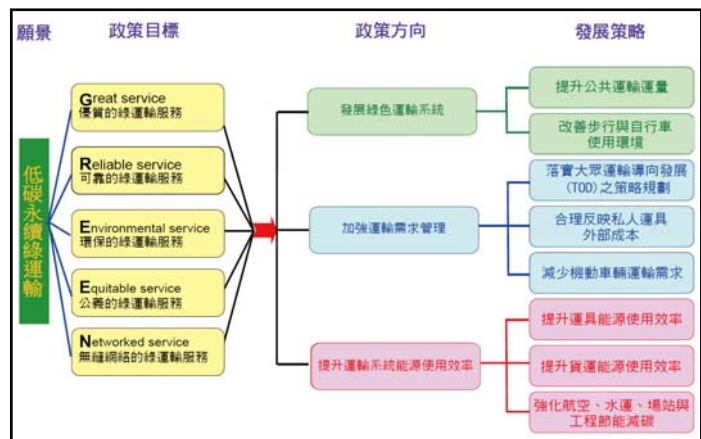 願景
政策目標
政策方向
發展策略
低碳永續綠運輸
Great service
優質的綠運輸服務
Reliable service
可靠的綠運輸服務
Environmental service
環保的綠運輸服務
Equitable service
公義的綠運輸服務
Networked service
無縫網絡的綠運輸服務
發展綠色運輸系統
加強運輸需求管理
提升運輸系統能源使用效率
提升公共運輸運量
改善步行與自行車
使用環境
落實大眾運輸導向發展
(TOD)之策略規劃
合理反映私人運具
外部成本
減少機動車輛運輸需求
提升運具能源使用效率
提升貨運能源使用效率
強化航空、水運、場站與
工程節能減碳